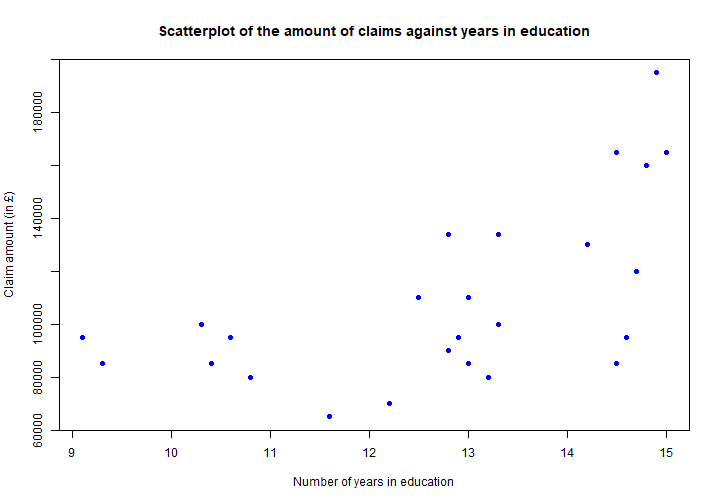 Scatterplot of the amount of claims against years in education
Claim amount (in £)
180000
140000
100000
80000
60000
9 10 11 12 13 14 15
Number of years in education